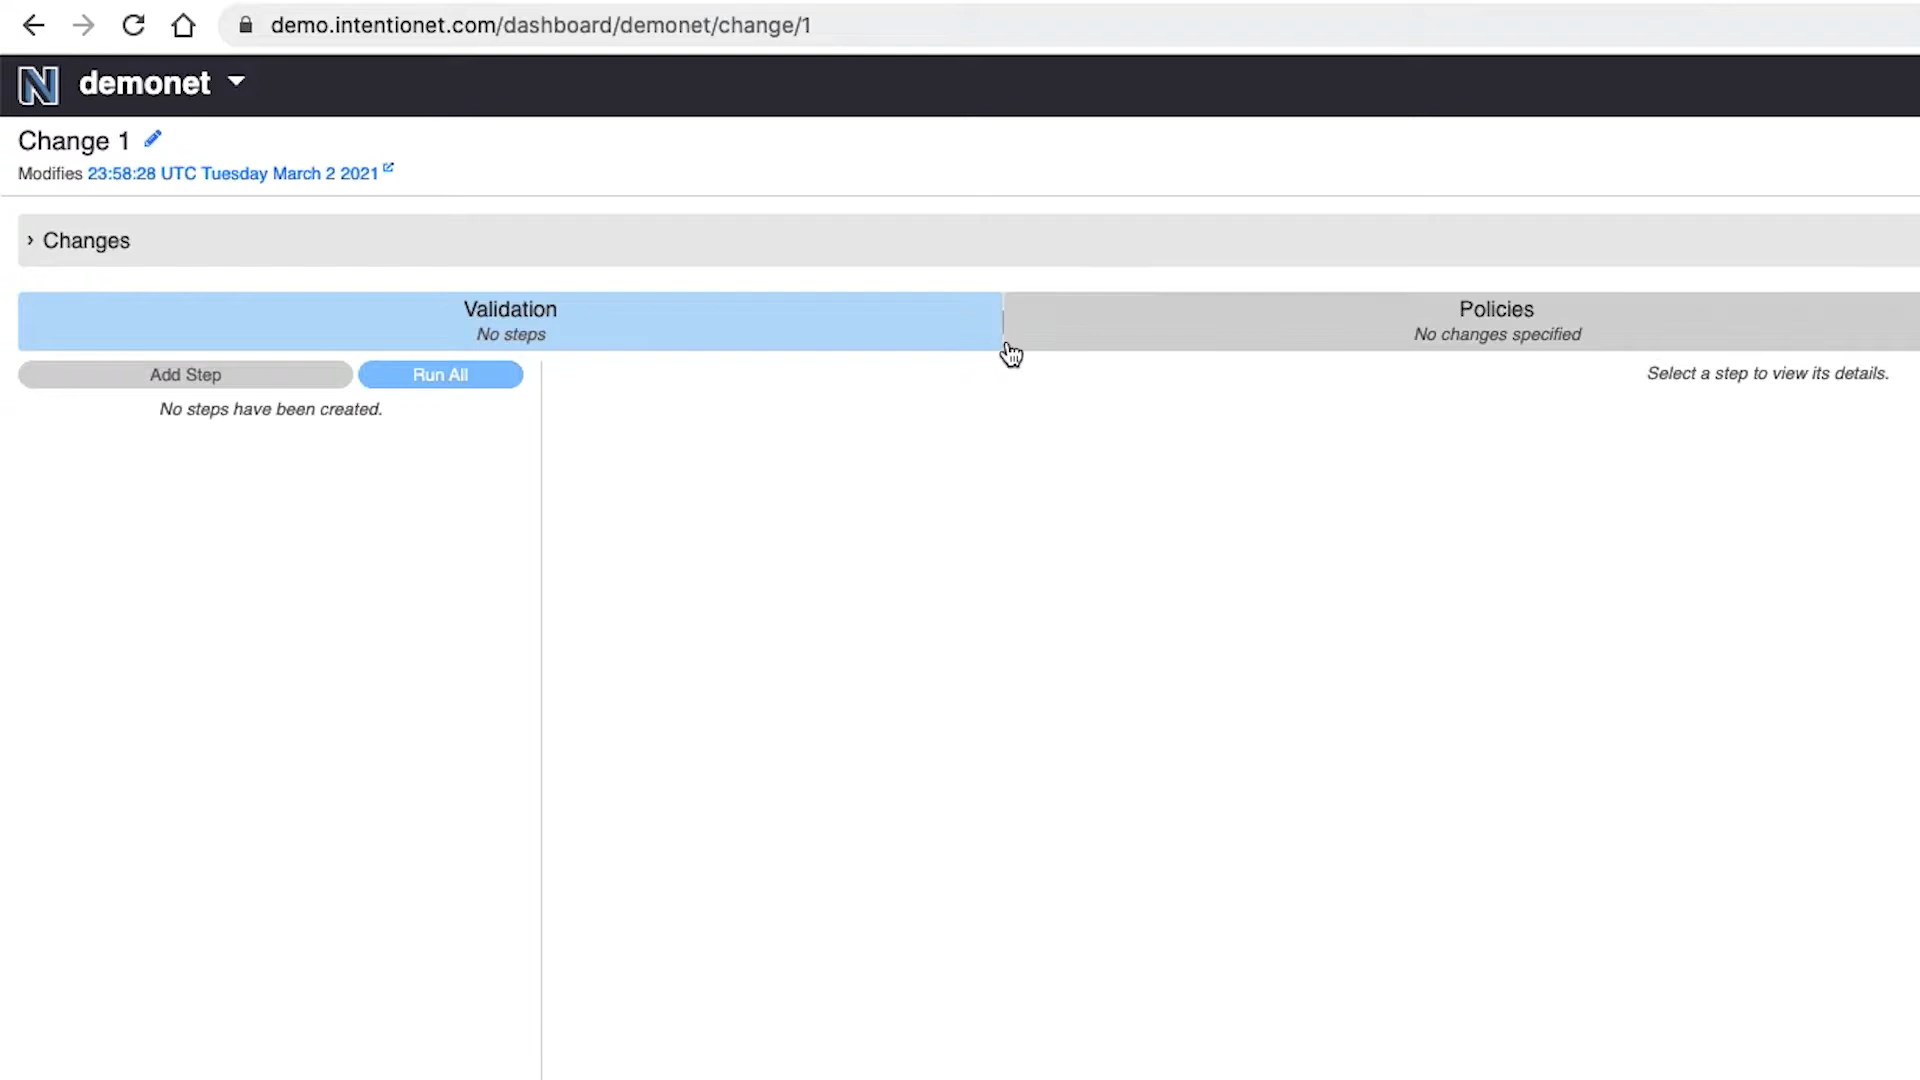 demo.intentionet.com/dashboard/demonet/change/1
N demonet
Change 1
Modifies 23:58:28 UTC Tuesday March 2 2021
› Changes
Validation
No steps
Policies
No changes specified
Add Step
Run All
Select a step to view its details.
No steps have been created.